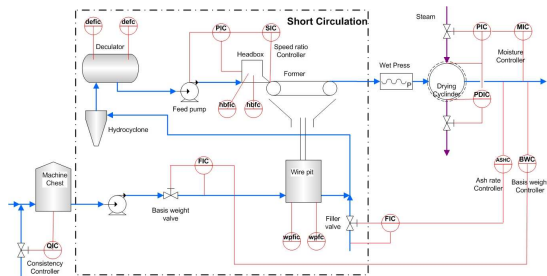 Short Circulation
Steam
defic
defc
PIC
SIC
PIC
MIC
Deculator
Headbox
Speed ratio
Controller
Moisture
Controller
Former
Wet Press
P
Drying
Cylinder
PDIC
Feed pump
hbfic
hbfc
Hydrocyclone
Machine
Chest
FIC
Wire pit
ASHC
BWC
Basis weight
valve
Filler
valve
FIC
Ash rate
Controller
Basis weigh
Controller
QIC
wpfic
wpfc
Consistency
Controller